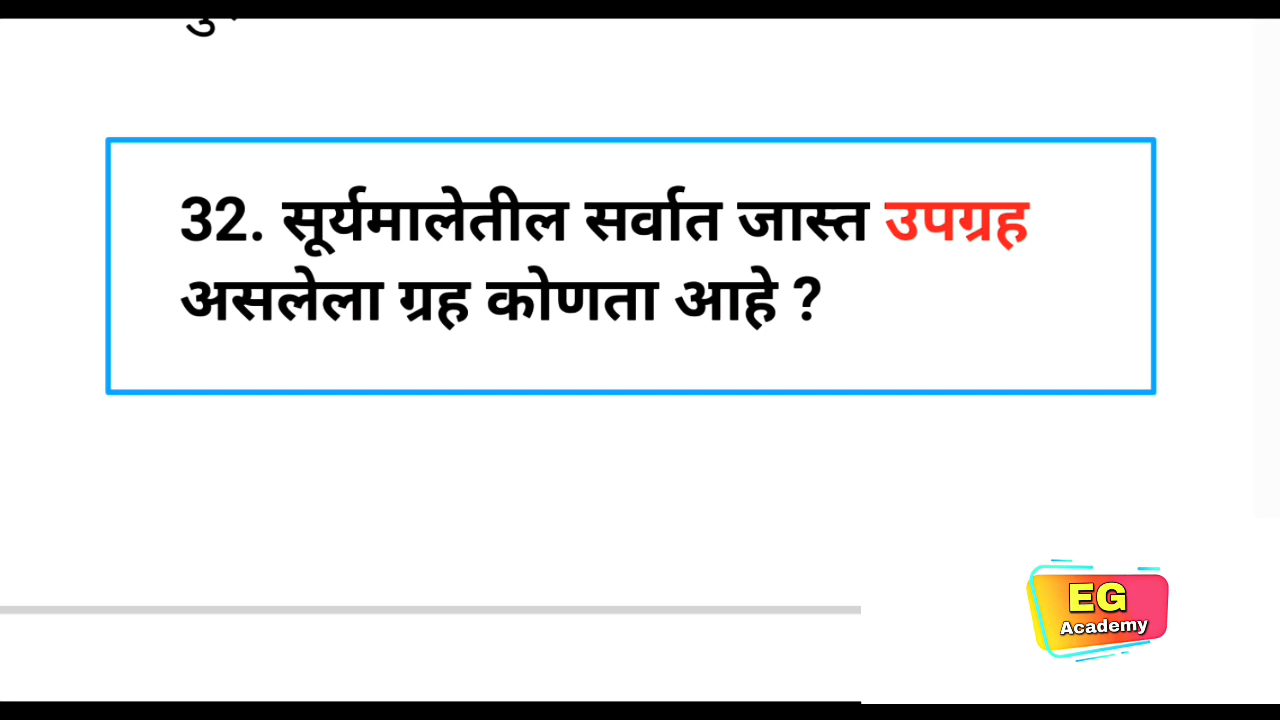 32. सूर्यमालेतील सर्वात जास्त उपग्रह
असलेला ग्रह कोणता आहे ?
EG
Academy